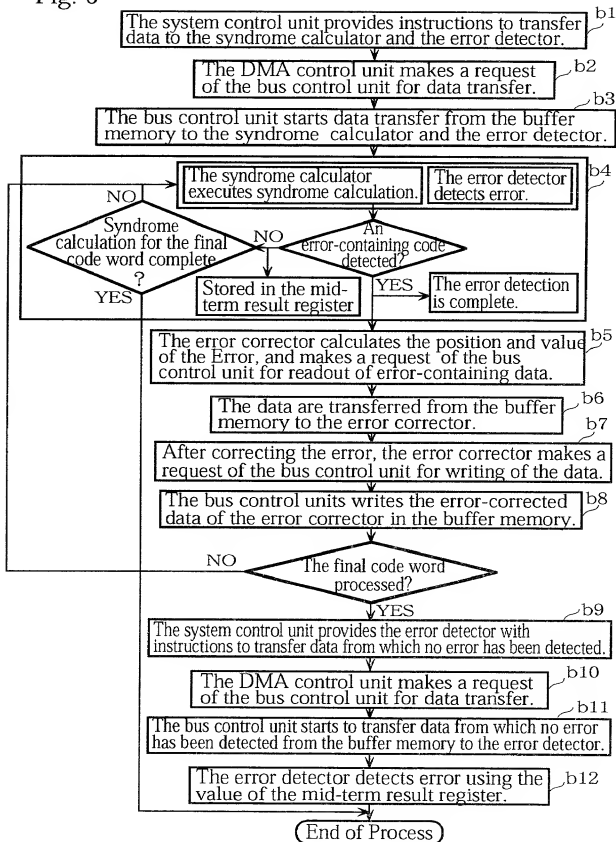 Fig. 6
b1
The system control unit provides instructions to transfer
data to the syndrome calculator and the error detector.
b2
The DMA control unit makes a request
of the bus control unit for data transfer.
b3
The bus control unit starts data transfer from the buffer
memory to the syndrome calculator and the error detector.
b4
The syndrome calculator
executes syndrome calculation.
The error detector
detects error.
NO
Syndrome
calculation for the final
code word complete
?
YES
NO
An
error-containing code
detected?
YES
Stored in the mid-
term result register
The error detection
is complete.
b5
The error corrector calculates the position and value
of the Error, and makes a request of the bus
control unit for readout of error-containing data.
b6
The data are transferred from the buffer
memory to the error corrector.
b7
After correcting the error, the error corrector makes a
request of the bus control unit for writing of the data.
b8
The bus control units writes the error-corrected
data of the error corrector in the buffer memory.
NO
The final code word
processed?
YES
b9
The system control unit provides the error detector with
instructions to transfer data from which no error has been detected.
b10
The DMA control unit makes a request
of the bus control unit for data transfer.
b11
The bus control unit starts to transfer data from which no error
has been detected from the buffer memory to the error detector.
b12
The error detector detects error using the
value of the mid-term result register.
End of Process